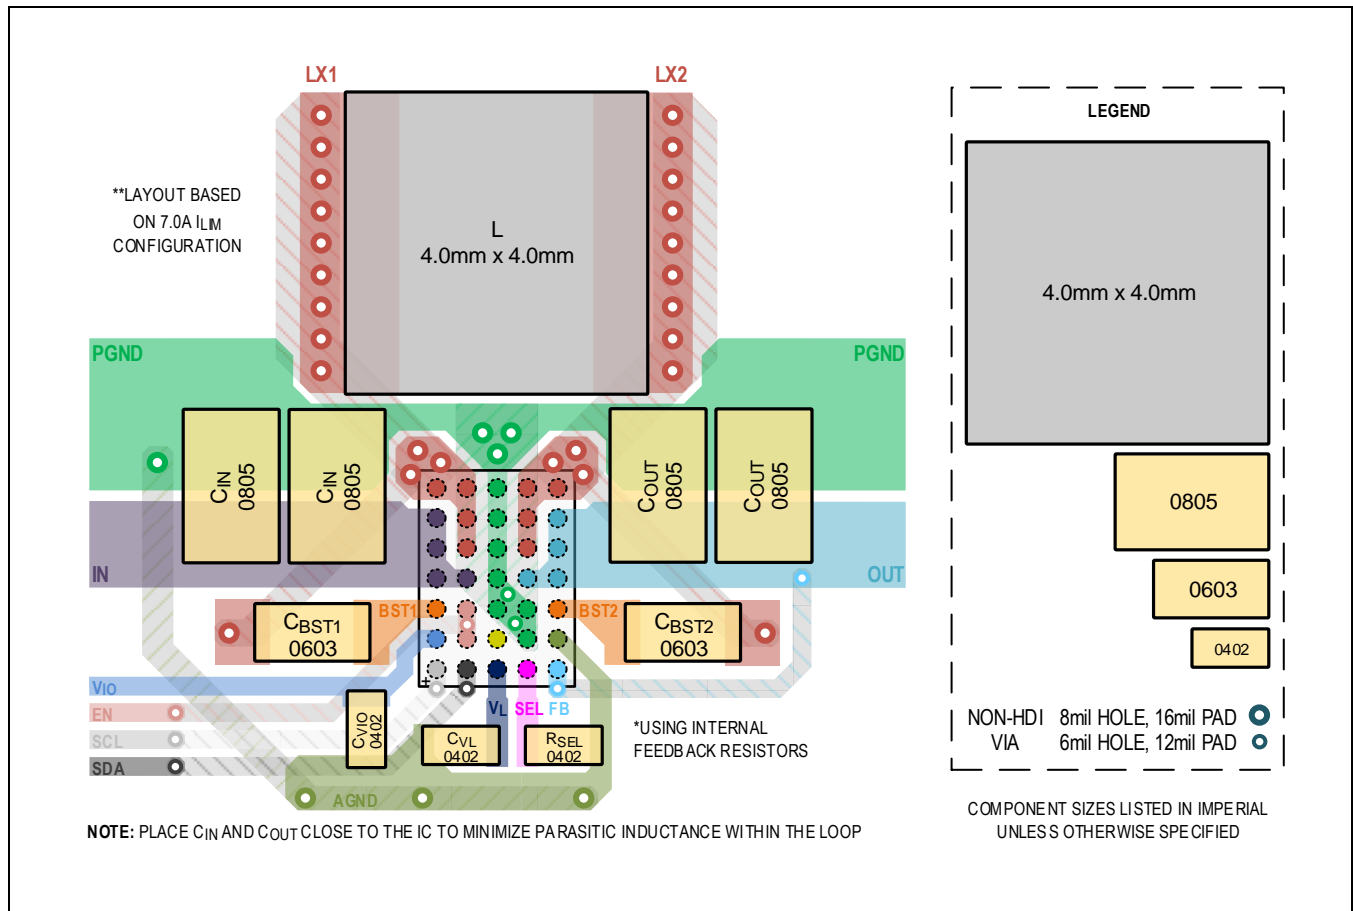 LX1
LX2
**LAYOUT BASED
ON 7.0A ILIM
CONFIGURATION
L
4.0mm x 4.0mm
PGND
PGND
CIN
0805
CIN
0805
COUT
0805
COUT
0805
IN
OUT
BST1
BST2
CBST1
0603
CBST2
0603
VIO
EN
SCL
SDA
+
CVIO
0402
VL
SEL
FB
CVL
0402
RSEL
0402
*USING INTERNAL
FEEDBACK RESISTORS
AGND
NOTE: PLACE CIN AND COUT CLOSE TO THE IC TO MINIMIZE PARASITIC INDUCTANCE WITHIN THE LOOP
LEGEND
4.0mm x 4.0mm
0805
0603
0402
NON-HDI 8mil HOLE, 16mil PAD
VIA 6mil HOLE, 12mil PAD
COMPONENT SIZES LISTED IN IMPERIAL
UNLESS OTHERWISE SPECIFIED